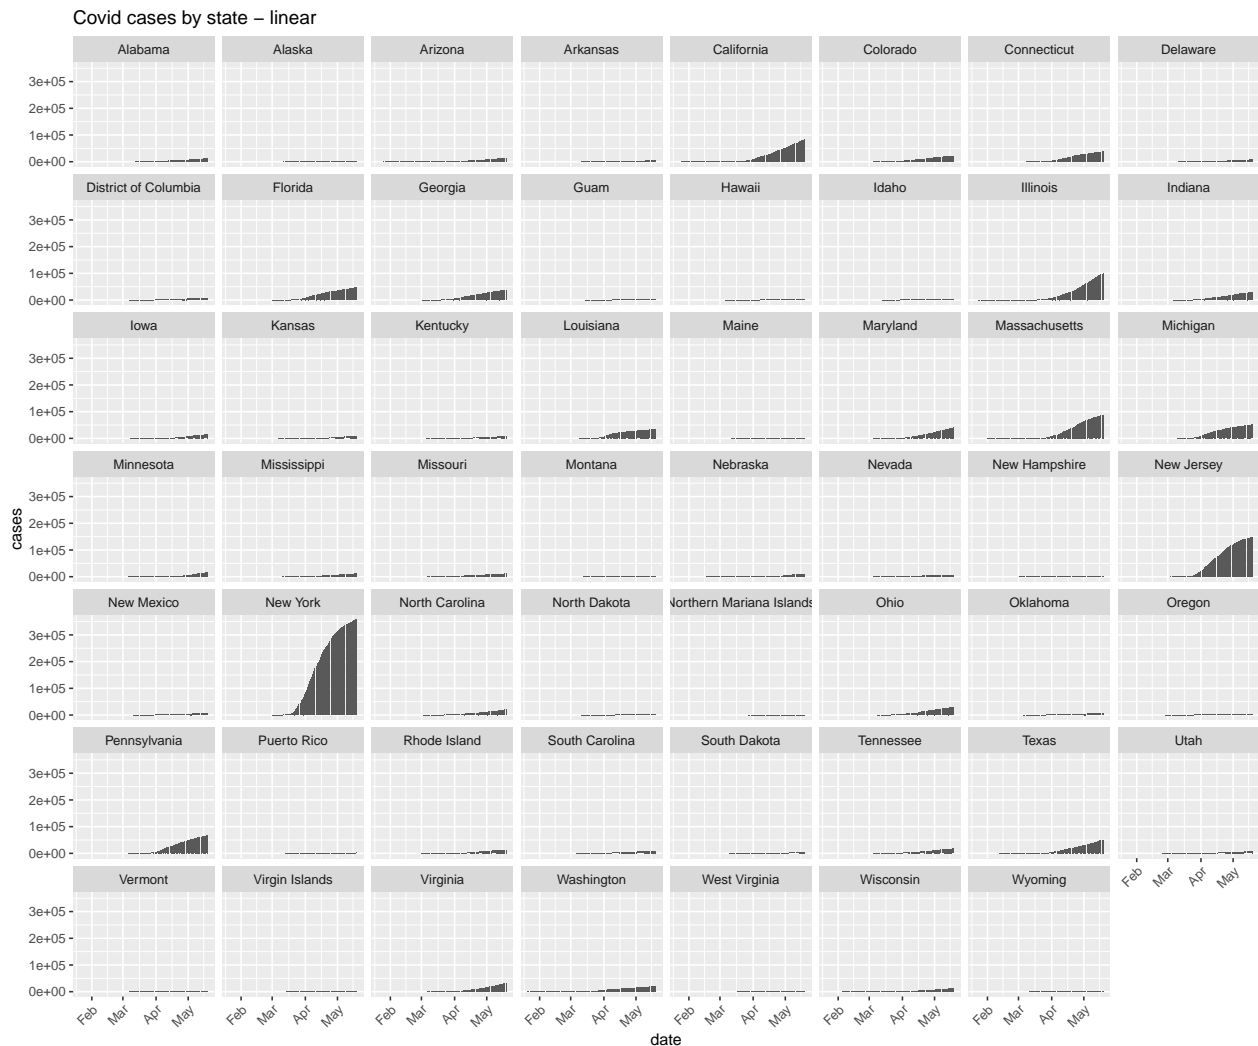 Covid cases by state – linear
Alabama Alaska Arizona Arkansas California Colorado Connecticut Delaware
3e+05
2e+05
1e+05
0e+00
District of Columbia Florida Georgia Guam Hawaii Idaho Illinois Indiana
3e+05
2e+05
1e+05
0e+00
Iowa Kansas Kentucky Louisiana Maine Maryland Massachusetts Michigan
3e+05
2e+05
1e+05
0e+00
Minnesota Mississippi Missouri Montana Nebraska Nevada New Hampshire New Jersey
3e+05
2e+05
1e+05
0e+00
cases
New Mexico New York North Carolina North Dakota Northern Mariana Islands Ohio Oklahoma Oregon
3e+05
2e+05
1e+05
0e+00
Pennsylvania Puerto Rico Rhode Island South Carolina South Dakota Tennessee Texas Utah
3e+05
2e+05
1e+05
0e+00
Feb Mar Apr May
Vermont Virgin Islands Virginia Washington West Virginia Wisconsin Wyoming
3e+05
2e+05
1e+05
0e+00
Feb Mar Apr May Feb Mar Apr May Feb Mar Apr May Feb Mar Apr May Feb Mar Apr May Feb Mar Apr May Feb Mar Apr May
date